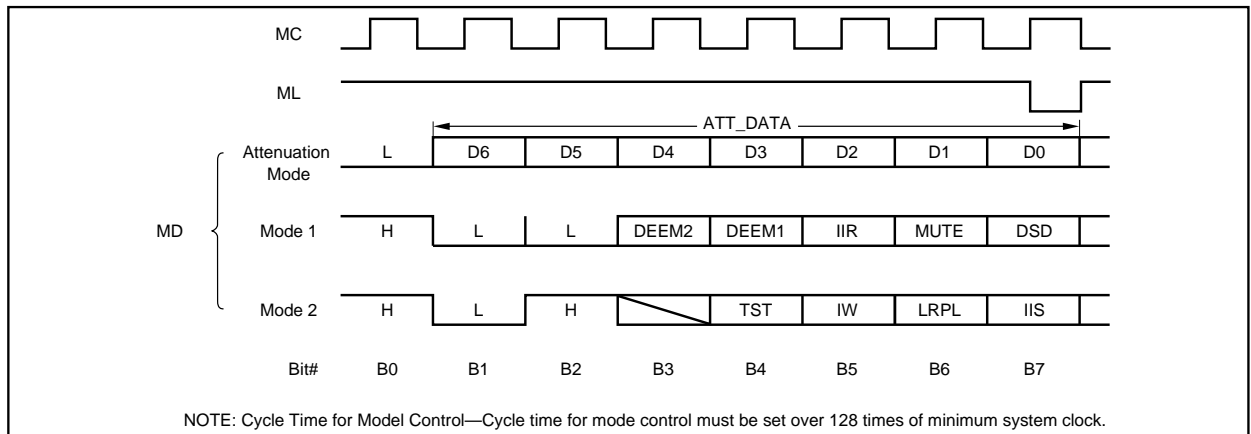 MC
ML
ATT_DATA
Attenuation Mode L D6 D5 D4 D3 D2 D1 D0
MD
Mode 1 H L L DEEM2 DEEM1 IIR MUTE DSD
Mode 2 H L H TST IW LRPL IIS
Bit# B0 B1 B2 B3 B4 B5 B6 B7
NOTE: Cycle Time for Model Control—Cycle time for mode control must be set over 128 times of minimum system clock.